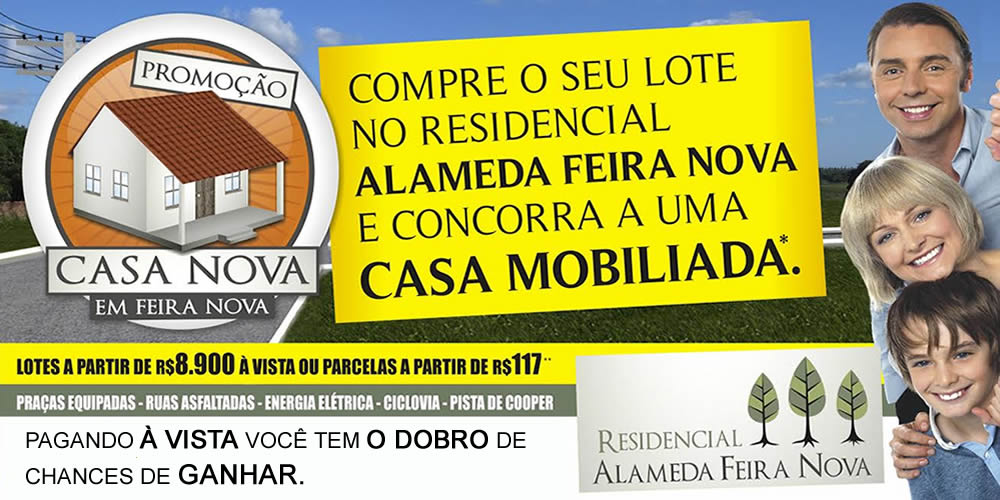 PROMOÇÃO
CASA NOVA
EM FEIRA NOVA
COMPRE O SEU LOTE
NO RESIDENCIAL
ALAMEDA FEIRA NOVA
E CONCORRA A UMA
CASA MOBILIADA.*
LOTES A PARTIR DE R$8.900 À VISTA OU PARCELAS A PARTIR DE R$117**
PRAÇAS EQUIPADAS - RUAS ASFALTADAS - ENERGIA ELÉTRICA - CICLOVIA - PISTA DE COOPER
PAGANDO À VISTA VOCÊ TEM O DOBRO DE
CHANCES DE GANHAR.
RESIDENCIAL
ALAMEDA FEIRA NOVA